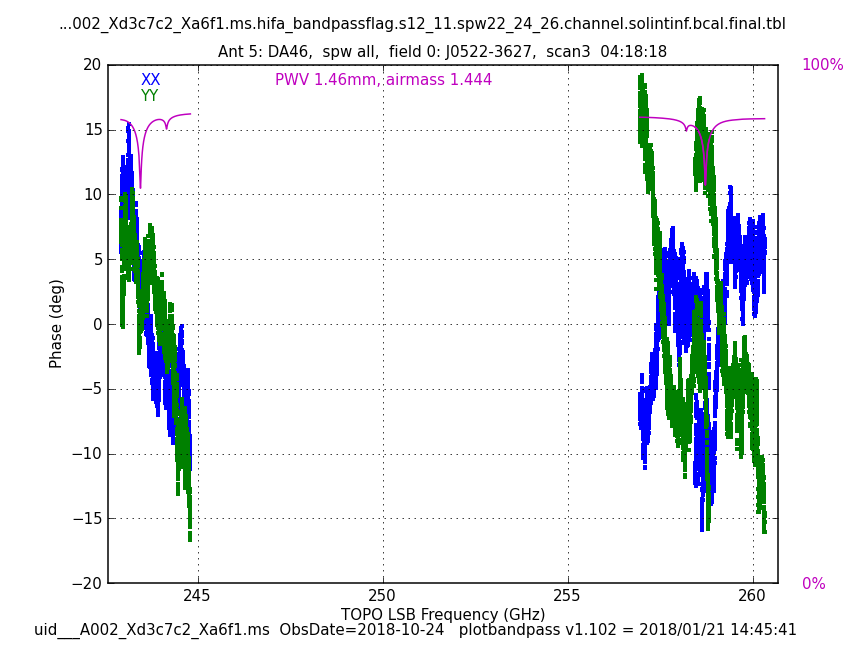 ...002_Xd3c7c2_Xa6f1.ms.hifa_bandpassflag.s12_11.spw22_24_26.channel.solintinf.bcal.final.tbl
Ant 5: DA46,  spw all,  field 0: J0522-3627,  scan3  04:18:18
XX
YY
PWV 1.46mm, airmass 1.444
100%
0%
20
15
10
5
0
−5
−10
−15
−20
Phase (deg)
245
250
255
260
TOPO LSB Frequency (GHz)
uid___A002_Xd3c7c2_Xa6f1.ms  ObsDate=2018-10-24   plotbandpass v1.102 = 2018/01/21 14:45:41